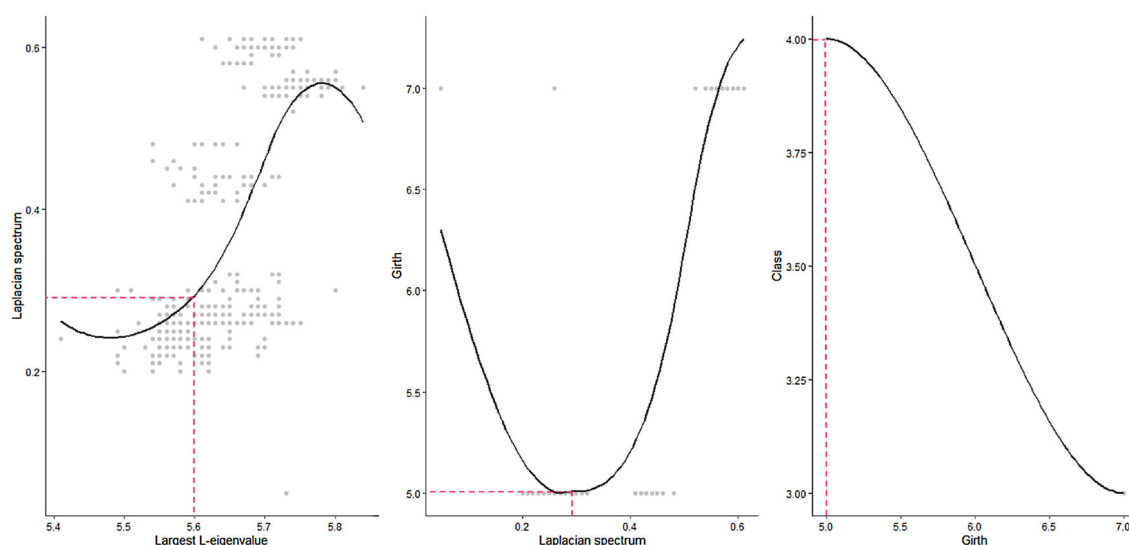 Laplacian spectrum
0.6
0.4
0.2
5.4 5.5 5.6 5.7 5.8
Largest L-eigenvalue
Girth
7.0
6.5
6.0
5.5
5.0
0.2 0.4 0.6
Laplacian spectrum
Class
4.00
3.75
3.50
3.25
3.00
5.0 5.5 6.0 6.5 7.0
Girth